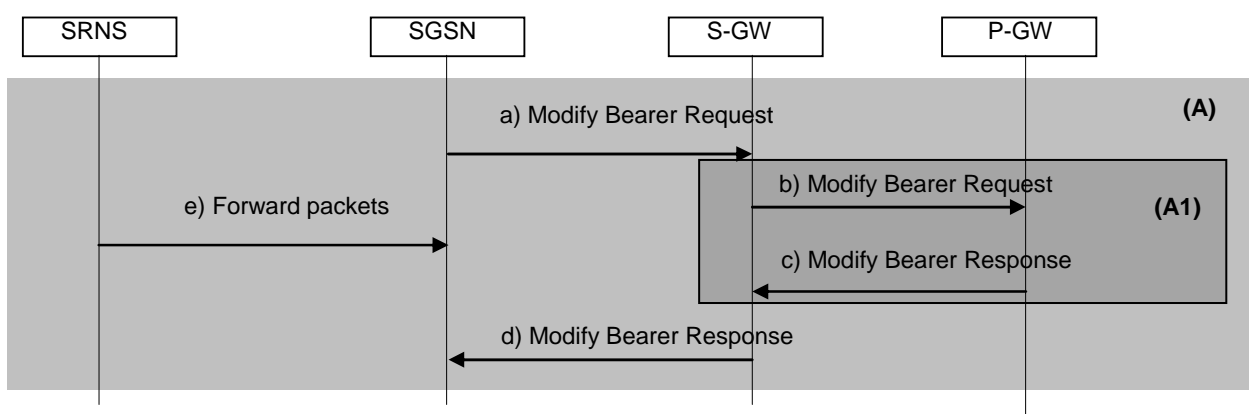 SRNS
SGSN
S-GW
P-GW
(A)
a) Modify Bearer Request
b) Modify Bearer Request
(A1)
e) Forward packets
c) Modify Bearer Response
d) Modify Bearer Response